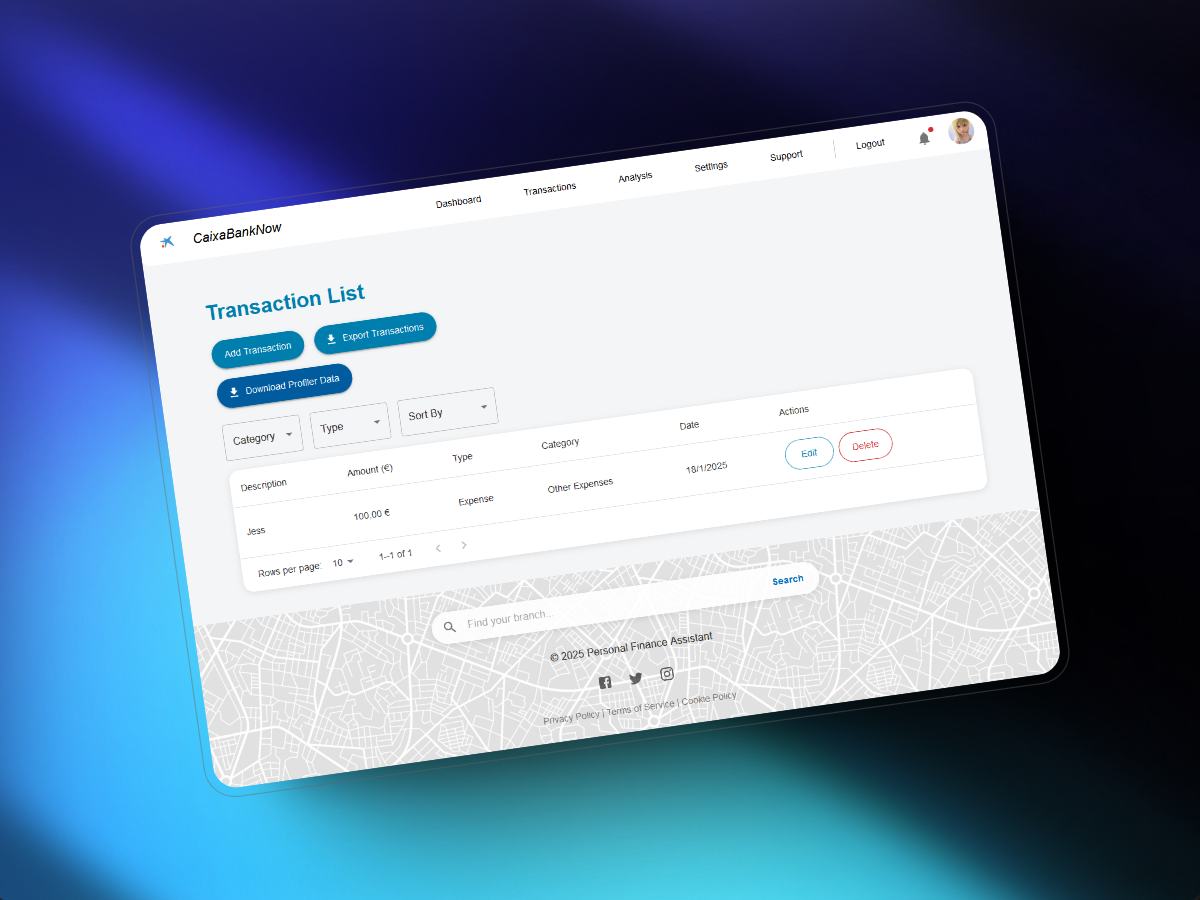 CaixaBankNow
Dashboard
Transactions
Analysis
Settings
Support
Logout
Transaction List
Add Transaction
Export Transactions
Download Profiler Data
Category
Type
Sort By
Description Amount (€) Type Category Date Actions
Jess 100.00 € Expense Other Expenses 18/1/2025 Edit Delete
Rows per page: 10 1–1 of 1
Find your branch... Search
© 2025 Personal Finance Assistant
Privacy Policy | Terms of Service | Cookie Policy